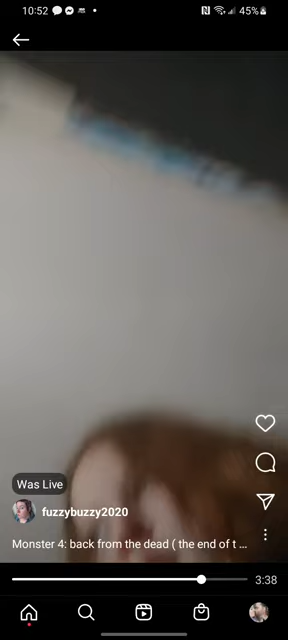 10:52
45%
Was Live
fuzzybuzzy2020
Monster 4: back from the dead ( the end of t ...
3:38